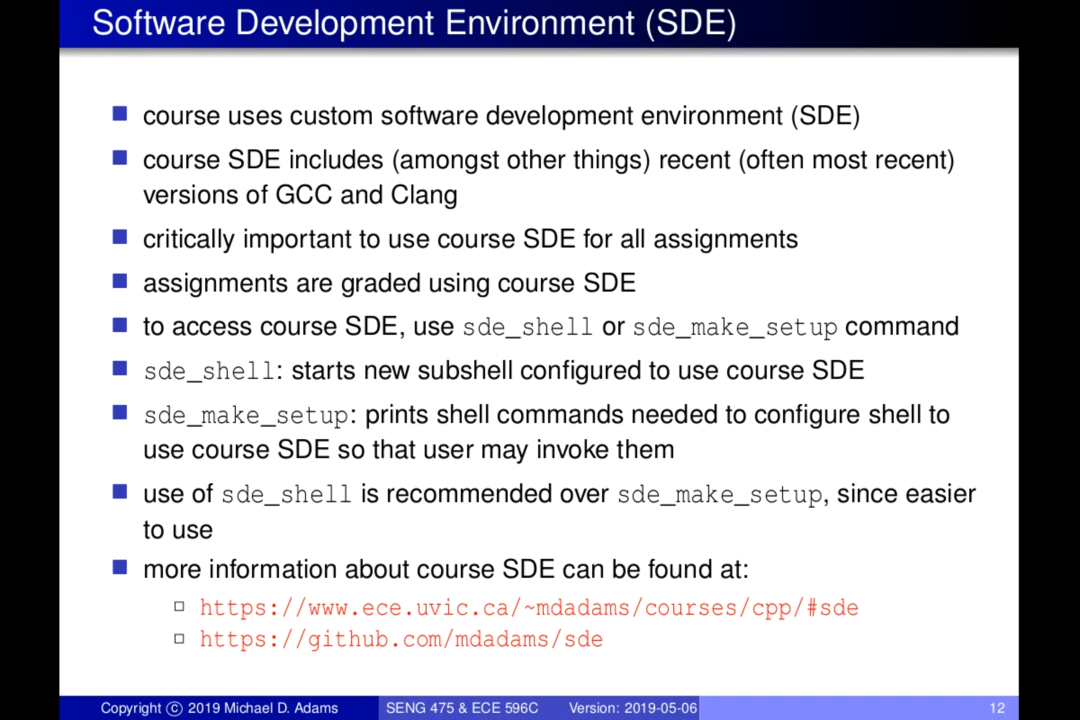 Software Development Environment (SDE)
course uses custom software development environment (SDE)
course SDE includes (amongst other things) recent (often most recent)
versions of GCC and Clang
critically important to use course SDE for all assignments
assignments are graded using course SDE
to access course SDE, use sde_shell or sde_make_setup command
sde_shell: starts new subshell configured to use course SDE
sde_make_setup: prints shell commands needed to configure shell to
use course SDE so that user may invoke them
use of sde_shell is recommended over sde_make_setup, since easier
to use
more information about course SDE can be found at:
https://www.ece.uvic.ca/~mdadams/courses/cpp/#sde
https://github.com/mdadams/sde
Copyright © 2019 Michael D. Adams SENG 475 & ECE 596C Version: 2019-05-06 12